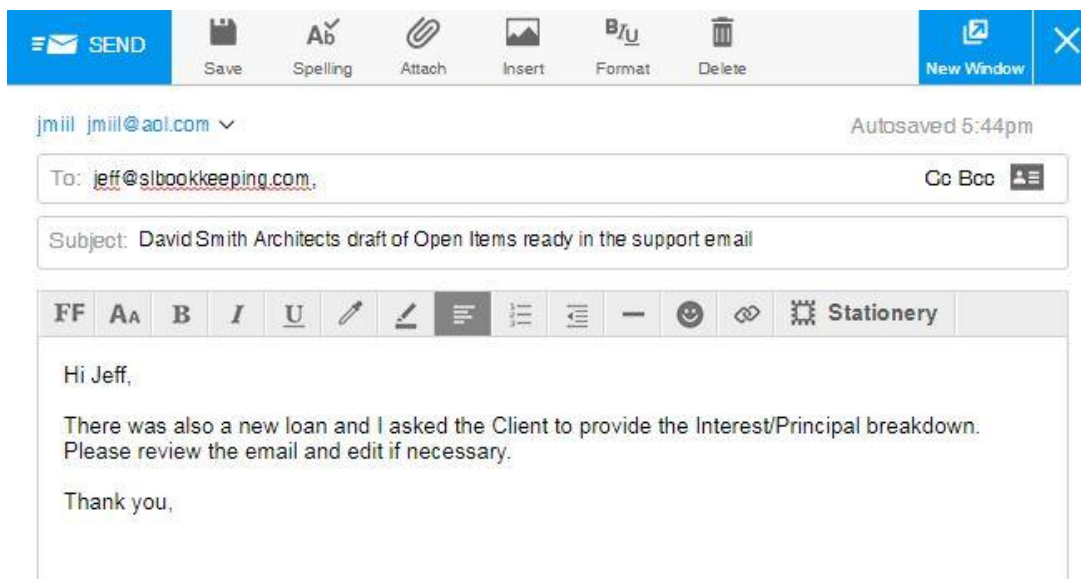 SEND
Save
Spelling
Attach
Insert
Format
Delete
New Window
jmiil jmiil@aol.com
Autosaved 5:44pm
To: jeff@slbookkeeping.com, Cc Bcc
Subject: David Smith Architects draft of Open Items ready in the support email
FF AA B I U Stationery
Hi Jeff,
There was also a new loan and I asked the Client to provide the Interest/Principal breakdown.
Please review the email and edit if necessary.
Thank you,